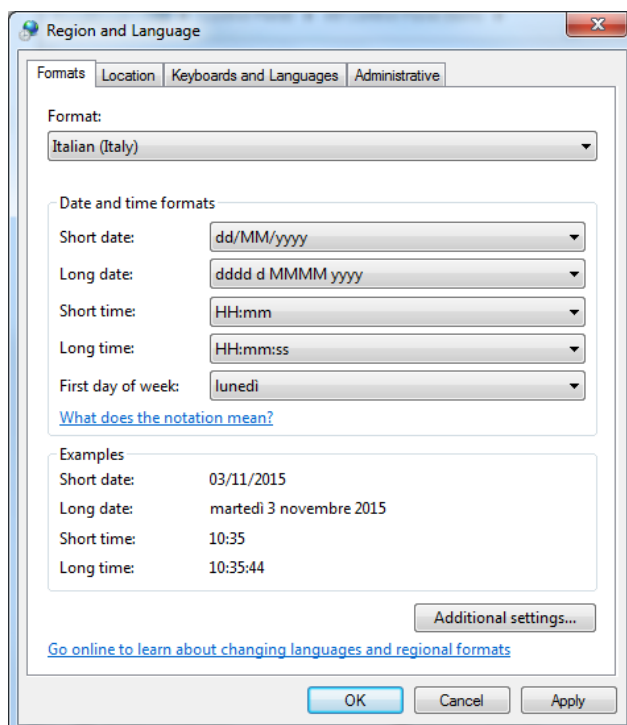 Region and Language
Formats Location Keyboards and Languages Administrative
Format:
Italian (Italy)
Date and time formats
Short date: dd/MM/yyyy
Long date: dddd d MMMM yyyy
Short time: HH:mm
Long time: HH:mm:ss
First day of week: lunedì
What does the notation mean?
Examples
Short date: 03/11/2015
Long date: martedì 3 novembre 2015
Short time: 10:35
Long time: 10:35:44
Additional settings...
Go online to learn about changing languages and regional formats
OK Cancel Apply